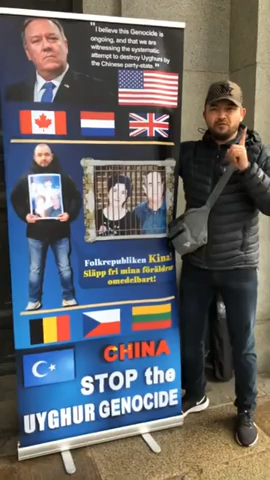 "I believe this Genocide is
ongoing, and that we are
witnessing the systematic
attempt to destroy Uyghurs by
the Chinese party-state."
Folkrepubliken Kina!
Släpp fri mina föräldrar
omedelbart!
CHINA
STOP the
UYGHUR GENOCIDE